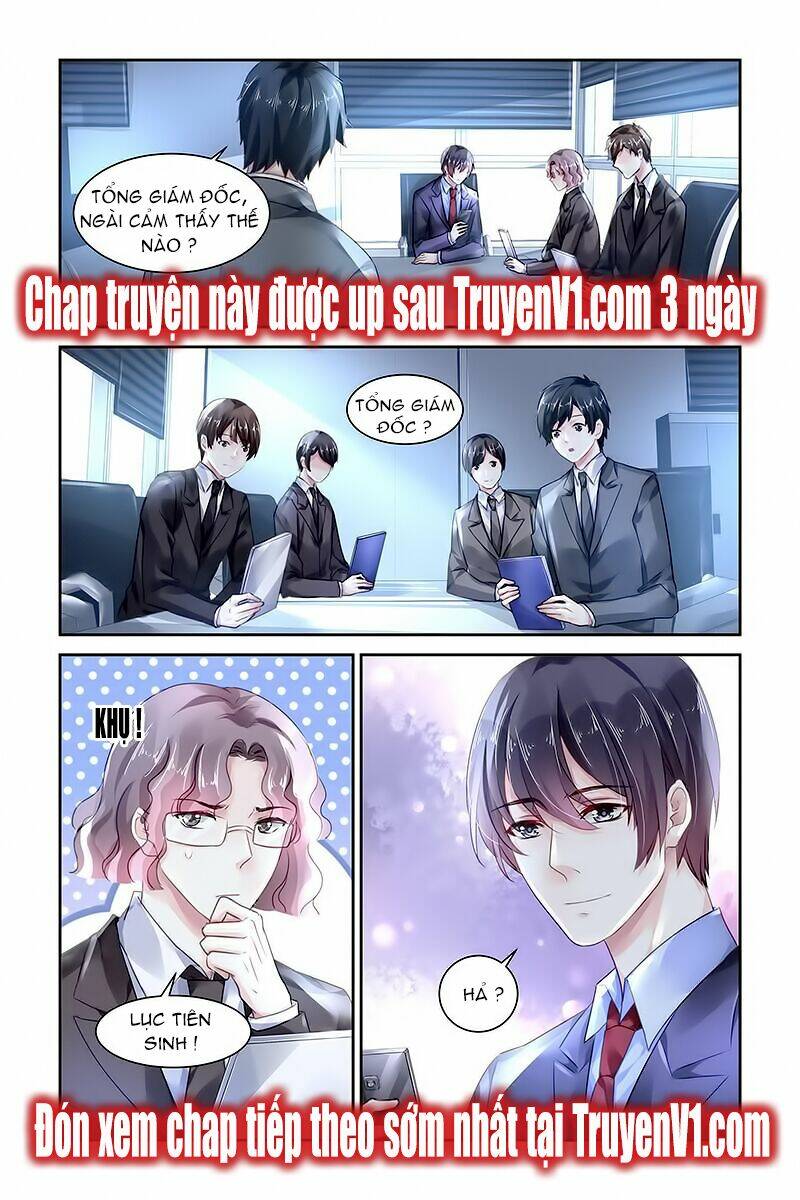 TỔNG GIÁM ĐỐC,
NGÀI CẢM THẤY THẾ
NÀO ?
Chap truyện này được up sau TruyenV1.com 3 ngày
TỔNG GIÁM
ĐỐC ?
KHỤ !
LỤC TIÊN
SINH !
HẢ ?
Đón xem chap tiếp theo sớm nhất tại TruyenV1.com